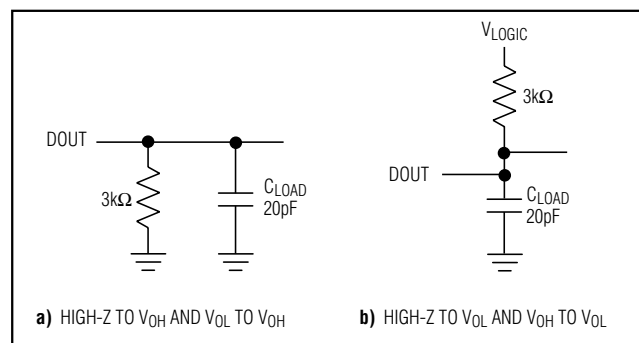 DOUT
3kΩ
CLOAD
20pF
a) HIGH-Z TO VOH AND VOL TO VOH
VLOGIC
3kΩ
DOUT
CLOAD
20pF
b) HIGH-Z TO VOL AND VOH TO VOL